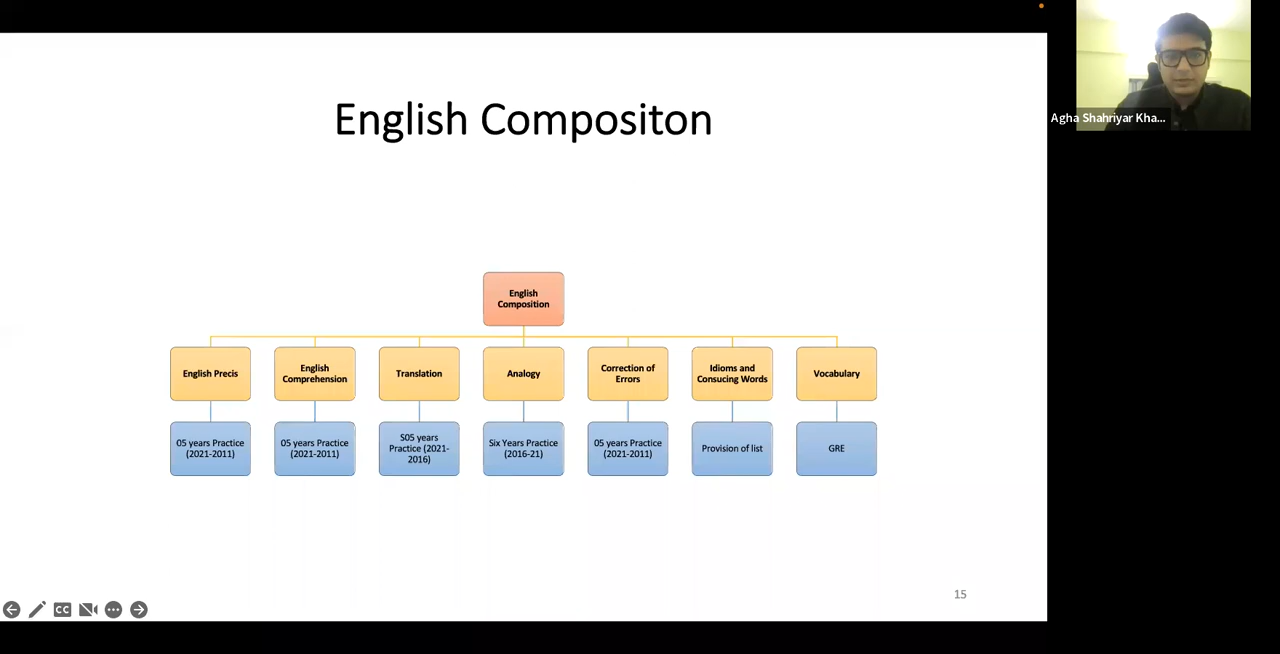 Agha Shahriyar Kha...
English Compositon
English
Composition
English Precis
English
Comprehension
Translation
Analogy
Correction of
Errors
Idioms and
Consucing Words
Vocabulary
05 years Practice
(2021-2011)
05 years Practice
(2021-2011)
S05 years
Practice (2021-
2016)
Six Years Practice
(2016-21)
05 years Practice
(2021-2011)
Provision of list
GRE
15
CC